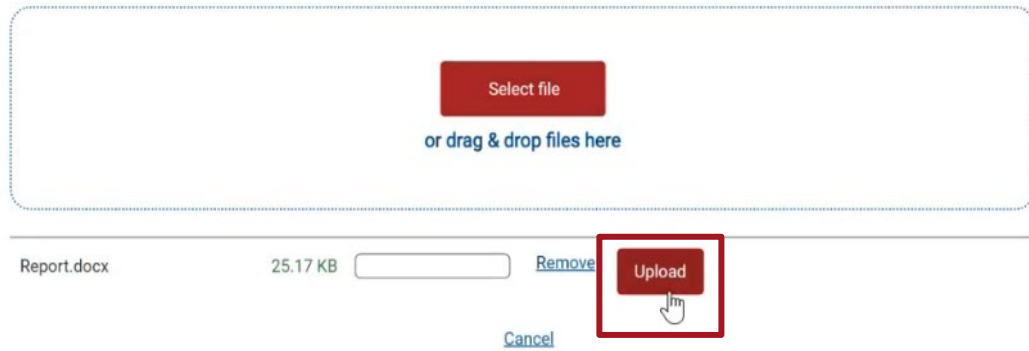 Select file
or drag & drop files here
Report.docx 25.17 KB Remove Upload
Cancel